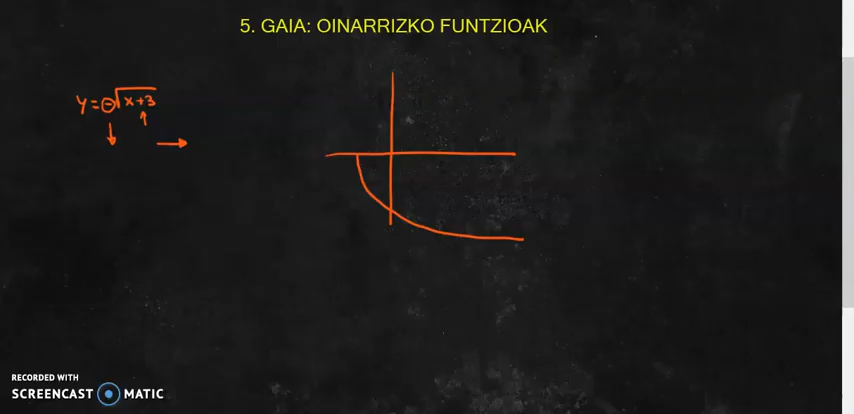 5. GAIA: OINARRIZKO FUNTZIOAK
y = -√x+3
RECORDED WITH
SCREENCAST MATIC